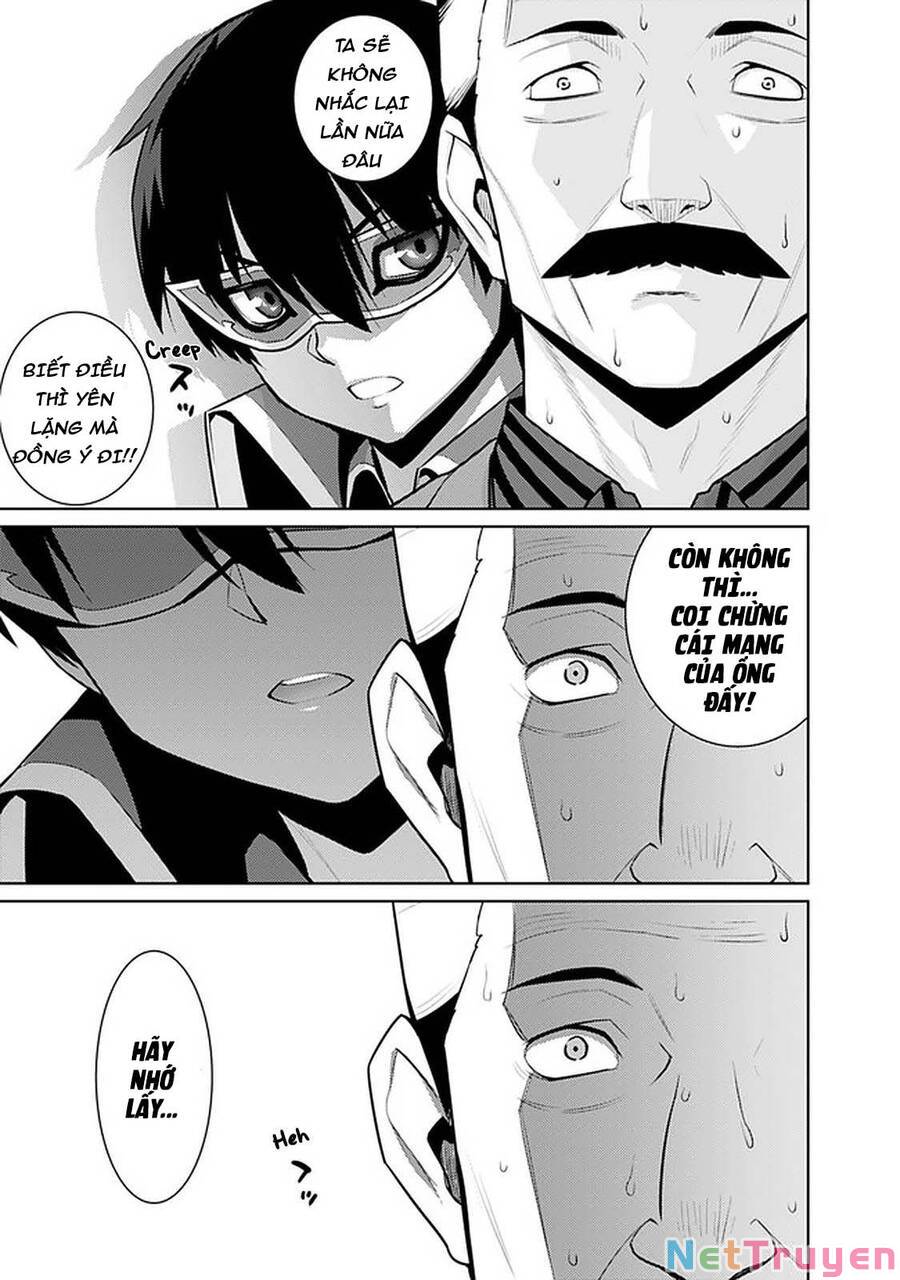 TA SẼ
KHÔNG
NHẮC LẠI
LẦN NỮA
ĐÂU
Creep
BIẾT ĐIỀU
THÌ YÊN
LẶNG MÀ
ĐỒNG Ý ĐI!!
CÒN KHÔNG
THÌ...
COI CHỪNG
CÁI MẠNG
CỦA ÔNG
ĐẤY!
HÃY
NHỚ
LẤY...
Heh
NetTruyen